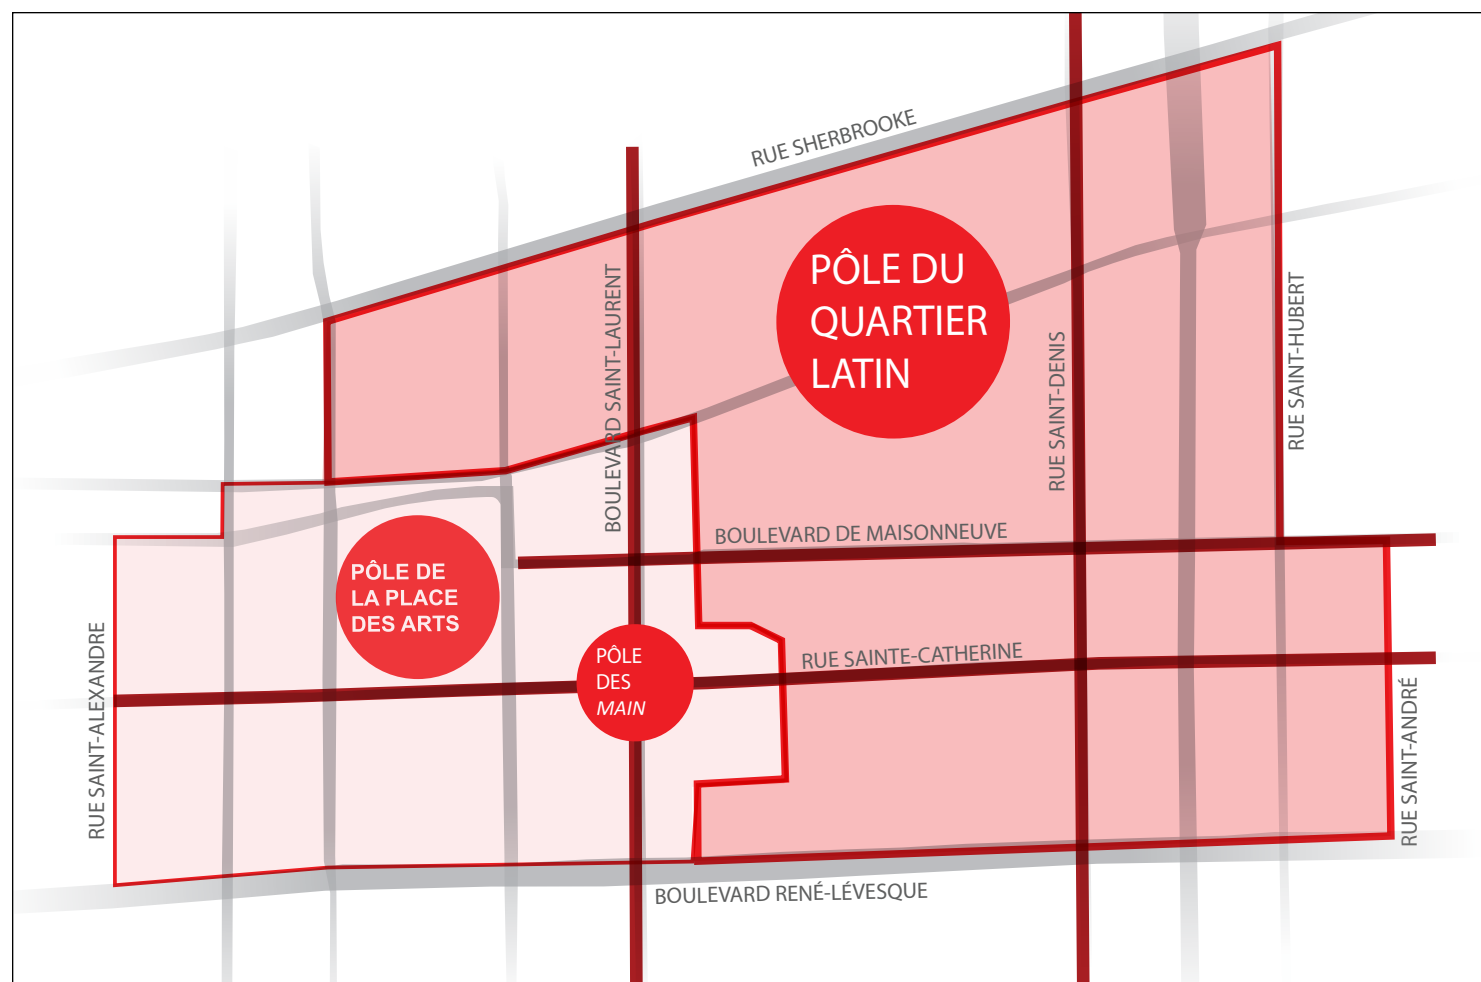 RUE SHERBROOKE
PÔLE DU
QUARTIER
LATIN
BOULEVARD SAINT-LAURENT
RUE SAINT-DENIS
RUE SAINT-HUBERT
BOULEVARD DE MAISONNEUVE
PÔLE DE
LA PLACE
DES ARTS
PÔLE
DES
MAIN
RUE SAINTE-CATHERINE
RUE SAINT-ALEXANDRE
RUE SAINT-ANDRÉ
BOULEVARD RENÉ-LÉVESQUE